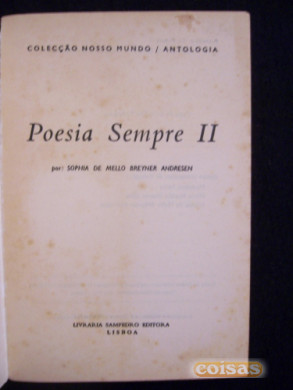 COLECÇÃO NOSSO MUNDO / ANTOLOGIA
Poesia Sempre II
por: SOPHIA DE MELLO BREYNER ANDRESEN
LIVRARIA SAMPEDRO EDITORA
LISBOA
coisas